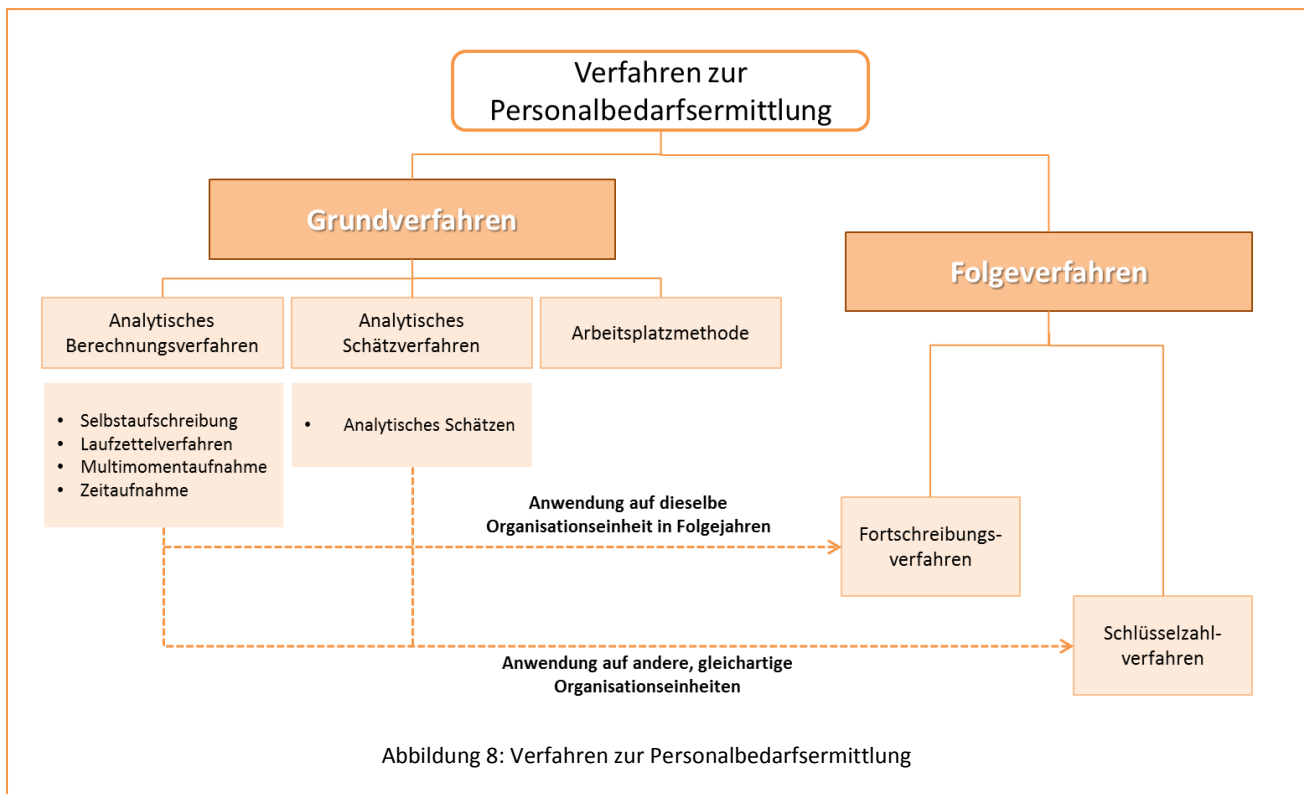 Verfahren zur
Personalbedarfsermittlung
Grundverfahren
Folgeverfahren
Analytisches
Berechnungsverfahren
Analytisches
Schätzverfahren
Arbeitsplatzmethode
• Selbstaufschreibung
• Laufzettelverfahren
• Multimomentaufnahme
• Zeitaufnahme
• Analytisches Schätzen
Anwendung auf dieselbe
Organisationseinheit in Folgejahren
Fortschreibungs-
verfahren
Schlüsselzahl-
verfahren
Anwendung auf andere, gleichartige
Organisationseinheiten
Abbildung 8: Verfahren zur Personalbedarfsermittlung